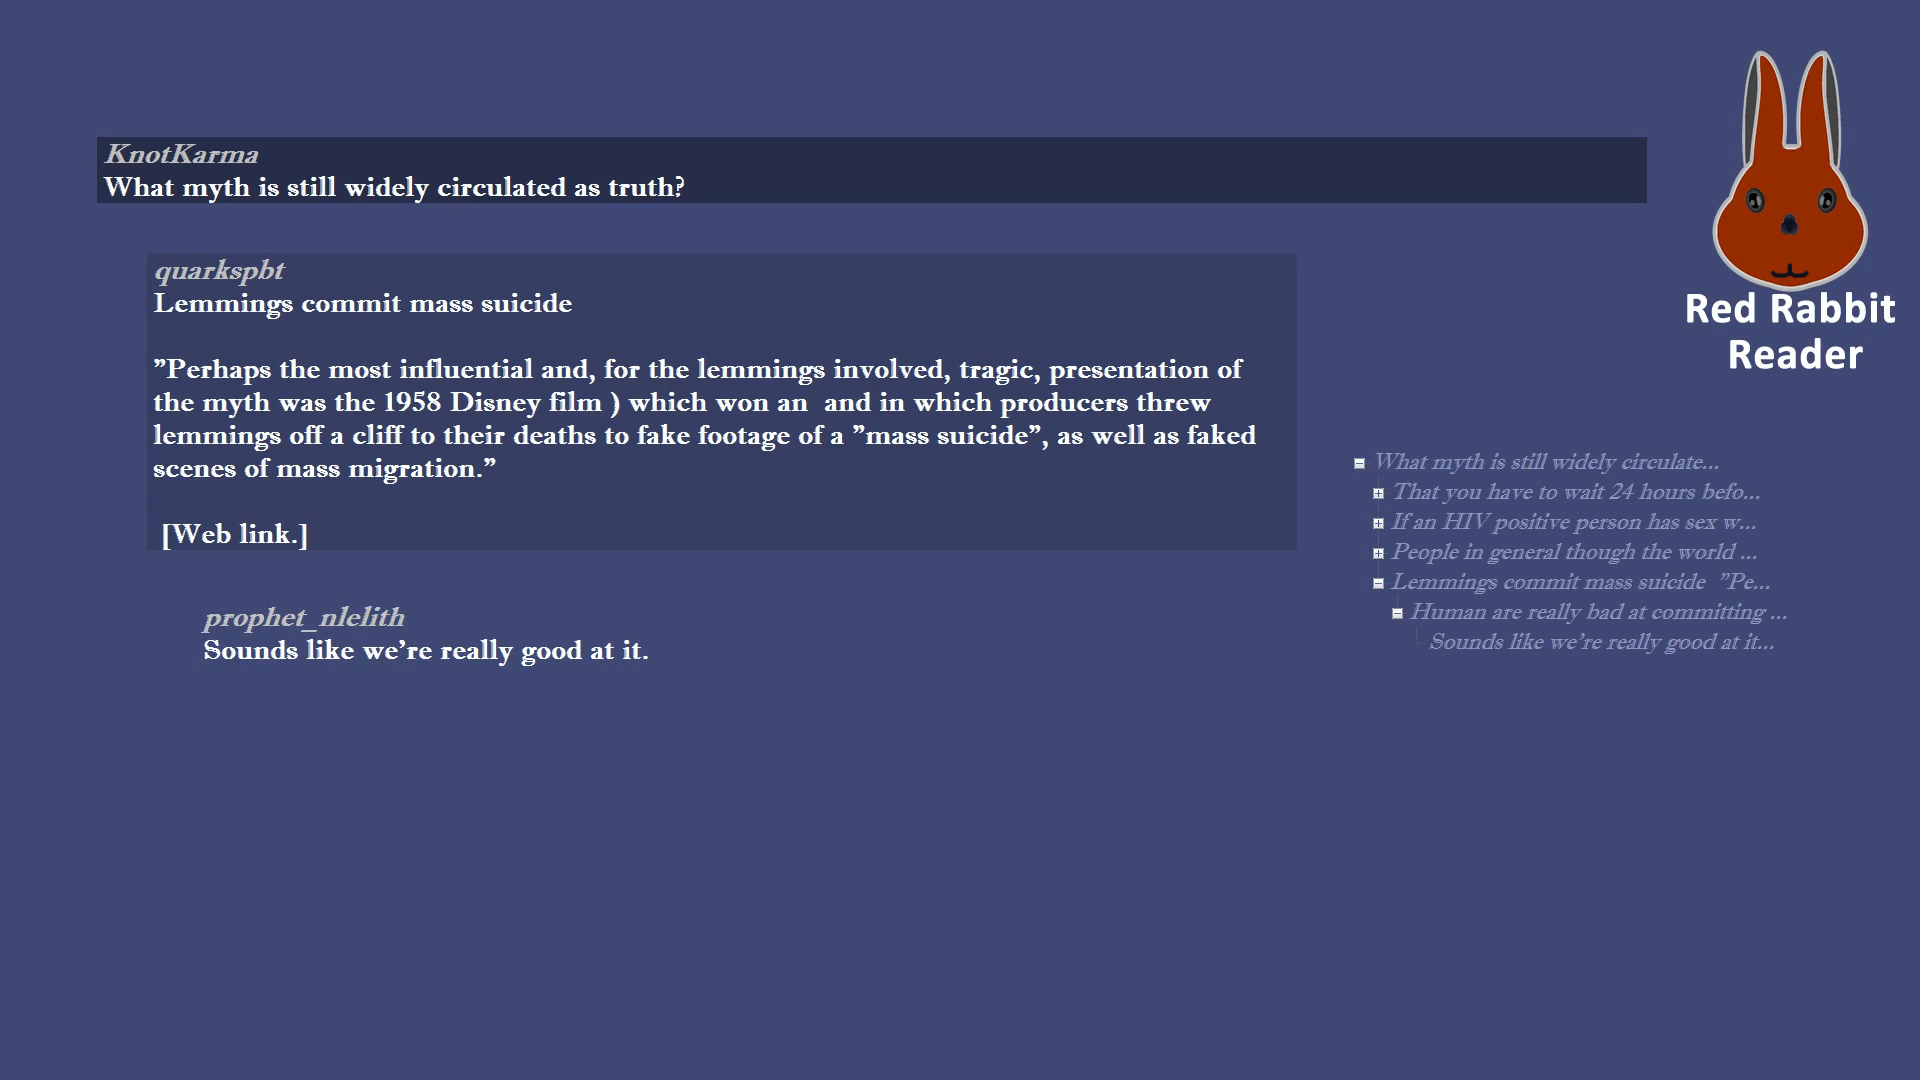 KnotKarma
What myth is still widely circulated as truth?
quarkspbt
Lemmings commit mass suicide
”Perhaps the most influential and, for the lemmings involved, tragic, presentation of
the myth was the 1958 Disney film ) which won an  and in which producers threw
lemmings off a cliff to their deaths to fake footage of a ”mass suicide”, as well as faked
scenes of mass migration.”
[Web link.]
prophet_nlelith
Sounds like we’re really good at it.
Red Rabbit
Reader
What myth is still widely circulate...
That you have to wait 24 hours befo...
If an HIV positive person has sex w...
People in general though the world ...
Lemmings commit mass suicide  ”Pe...
Human are really bad at committing ...
Sounds like we’re really good at it...